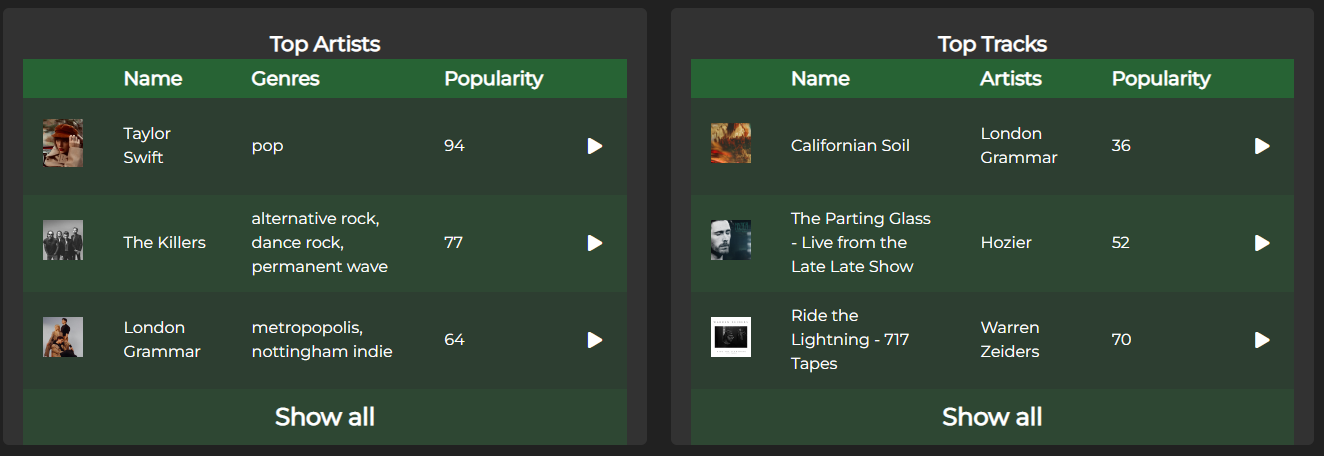 Top Artists
Name Genres Popularity
Taylor
Swift
pop
94
The Killers
alternative rock,
dance rock,
permanent wave
77
London
Grammar
metropopolis,
nottingham indie
64
Show all
Top Tracks
Name Artists Popularity
Californian Soil
London
Grammar
36
The Parting Glass
- Live from the
Late Late Show
Hozier
52
Ride the
Lightning - 717
Tapes
Warren
Zeiders
70
Show all